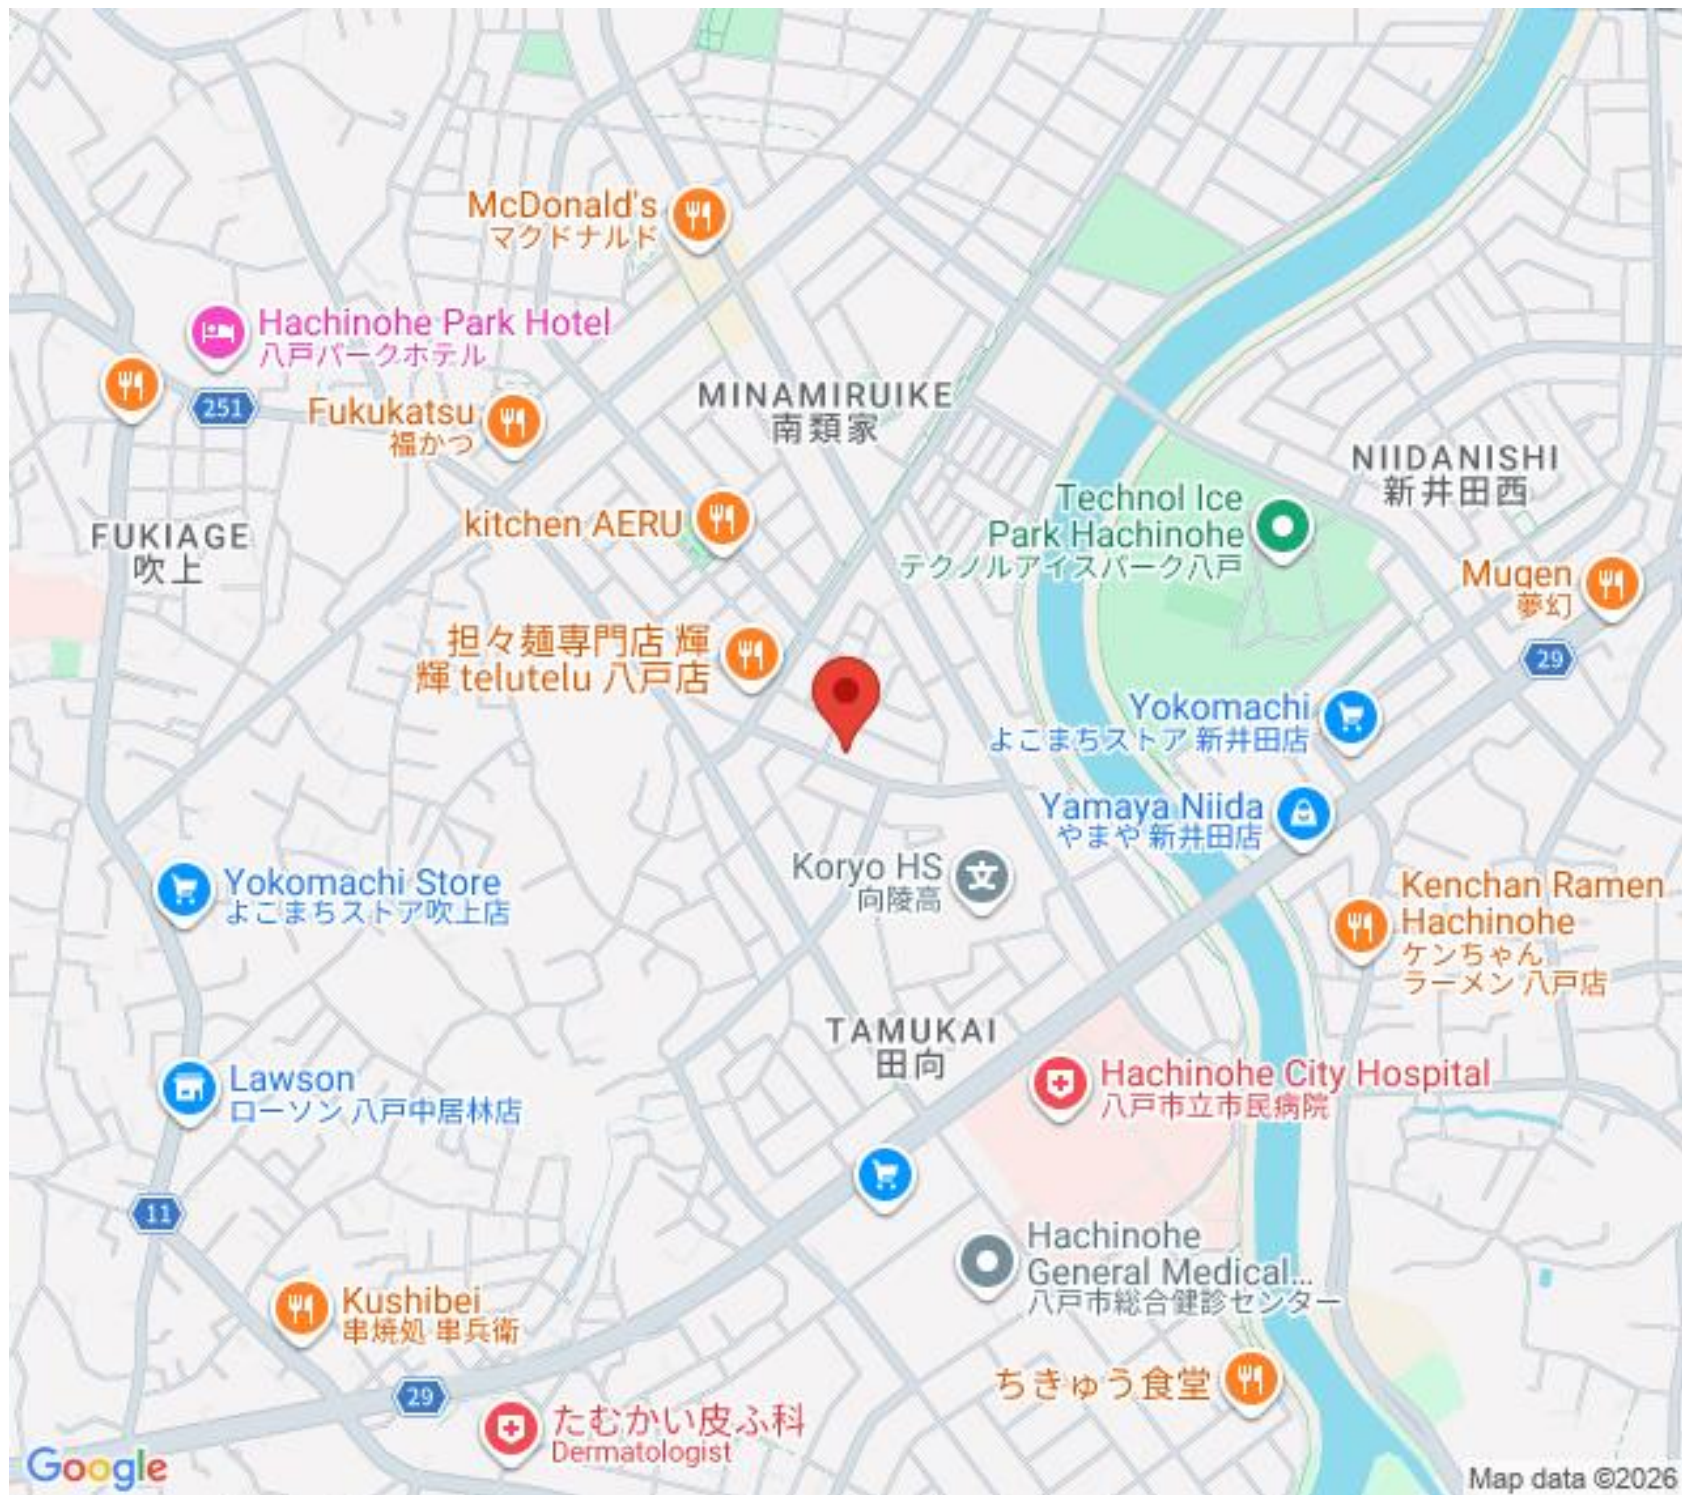 McDonald's
マクドナルド
Hachinohe Park Hotel
八戸パークホテル
251
Fukukatsu
福かつ
MINAMIRUIKE
南類家
NIIDANISHI
新井田西
kitchen AERU
Technol Ice
Park Hachinohe
テクノルアイスパーク八戸
FUKIAGE
吹上
Mugen
夢幻
担々麺専門店 輝
輝 telutelu 八戸店
29
Yokomachi
よこまちストア 新井田店
Yamaya Niida
やまや 新井田店
Koryo HS
向陵高
文
Yokomachi Store
よこまちストア吹上店
Kenchan Ramen
Hachinohe
ケンちゃん
ラーメン 八戸店
TAMUKAI
田向
Lawson
ローソン 八戸中居林店
Hachinohe City Hospital
八戸市立市民病院
11
Hachinohe
General Medical...
八戸市総合健診センター
Kushibei
串焼処 串兵衛
ちきゅう食堂
29
たむかい皮ふ科
Dermatologist
Google
Map data ©2026